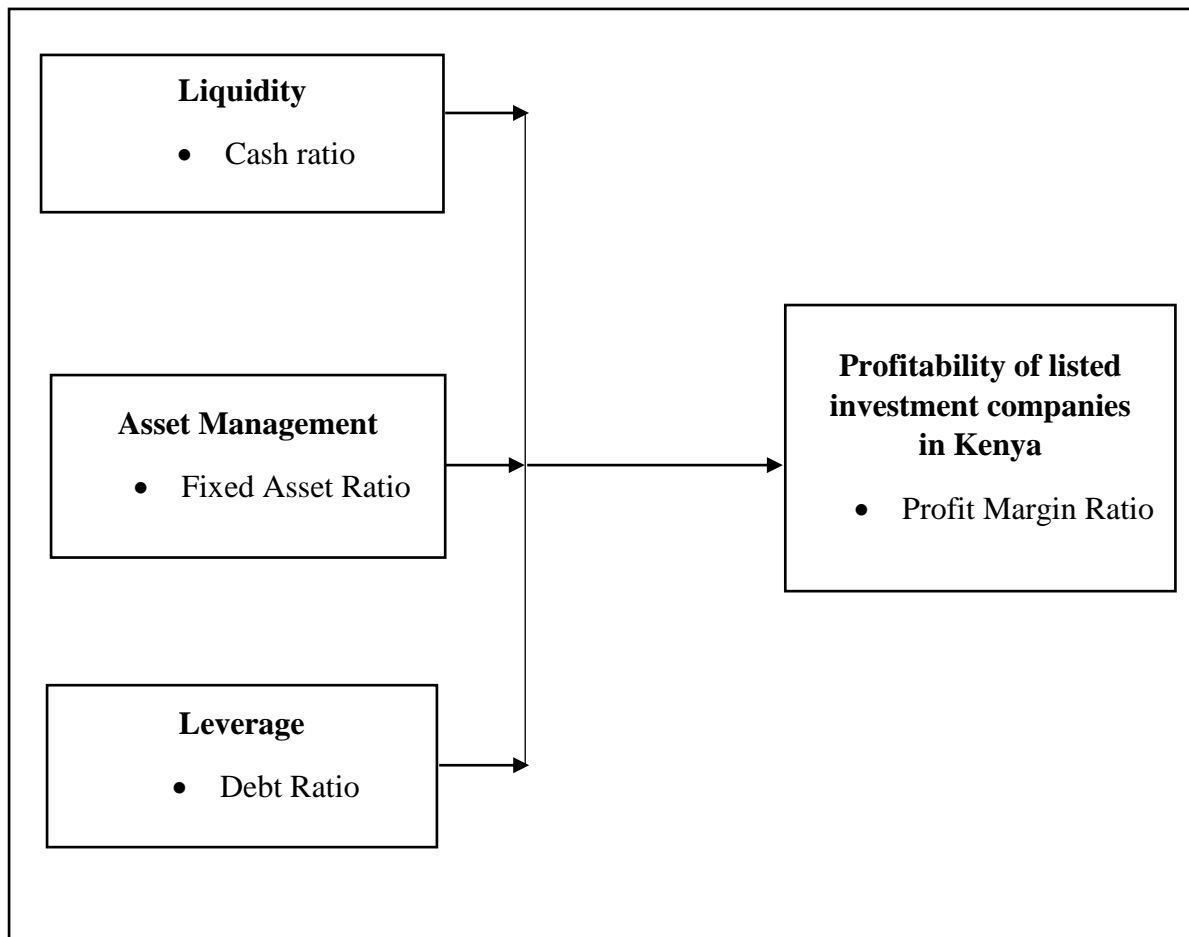 Liquidity
• Cash ratio
Asset Management
• Fixed Asset Ratio
Leverage
• Debt Ratio
Profitability of listed
investment companies
in Kenya
• Profit Margin Ratio